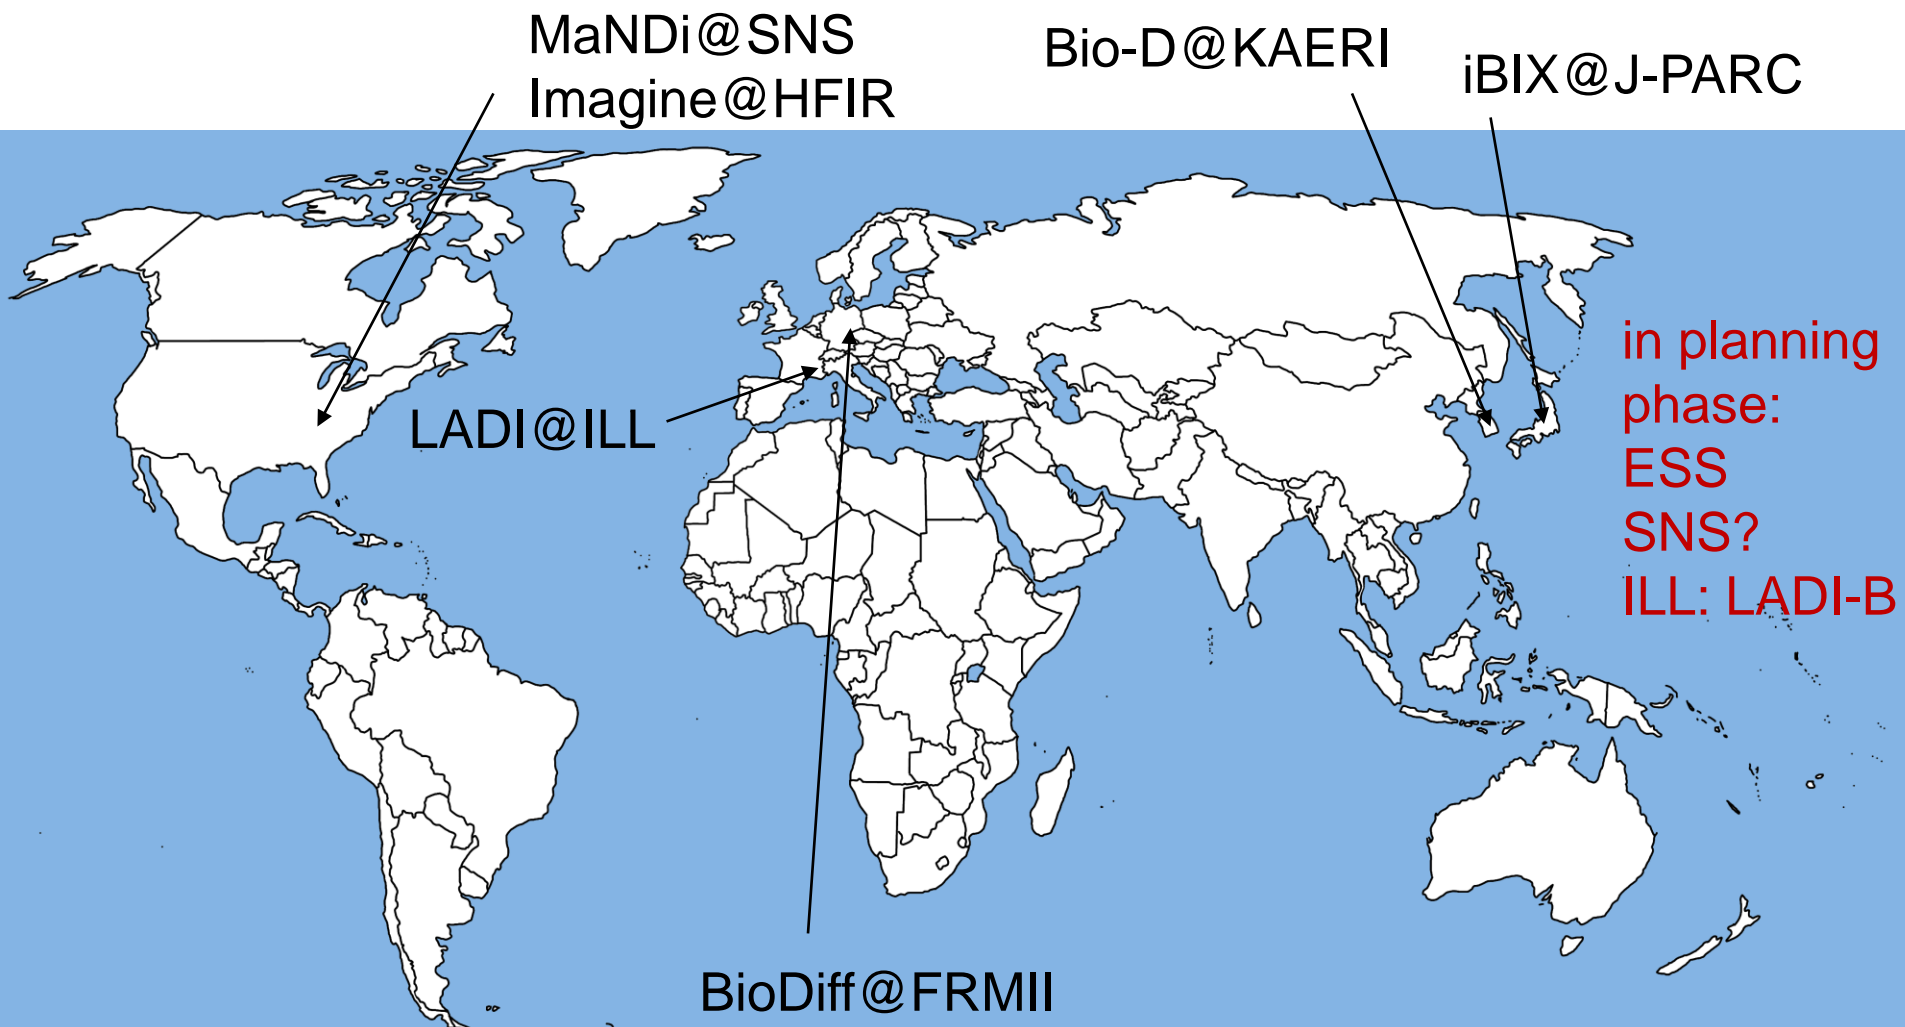 MaNDi@SNS
Imagine@HFIR
Bio-D@KAERI
iBIX@J-PARC
LADI@ILL
in planning
phase:
ESS
SNS?
ILL: LADI-B
BioDiff@FRMII